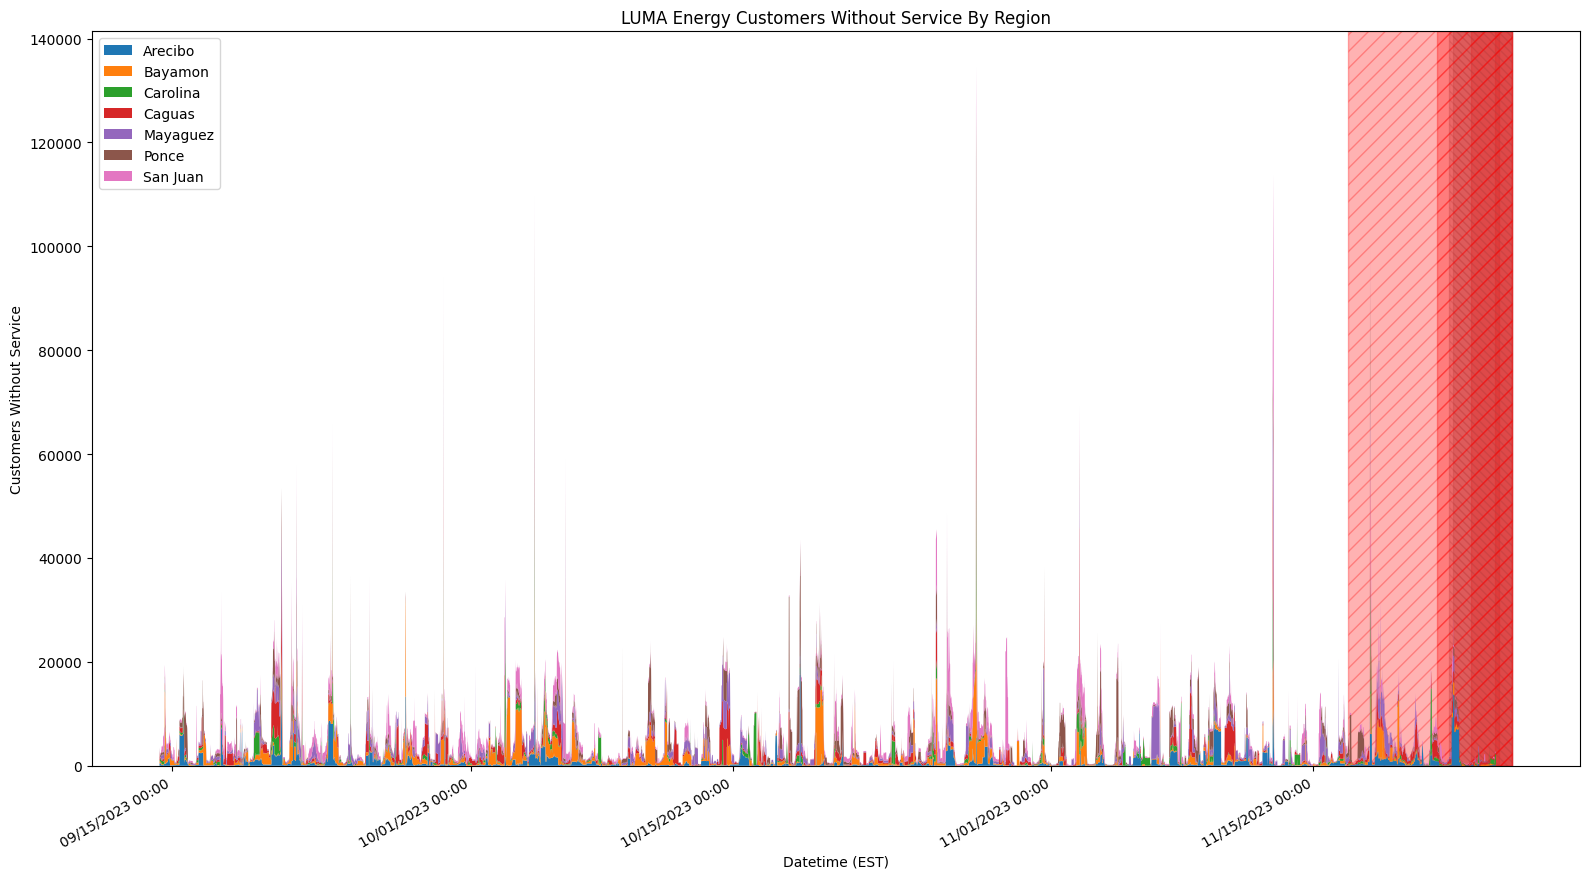 LUMA Energy Customers Without Service By Region
140000
120000
100000
80000
60000
40000
20000
0
Customers Without Service
Arecibo
Bayamon
Carolina
Caguas
Mayaguez
Ponce
San Juan
09/15/2023 00:00
10/01/2023 00:00
10/15/2023 00:00
11/01/2023 00:00
11/15/2023 00:00
Datetime (EST)